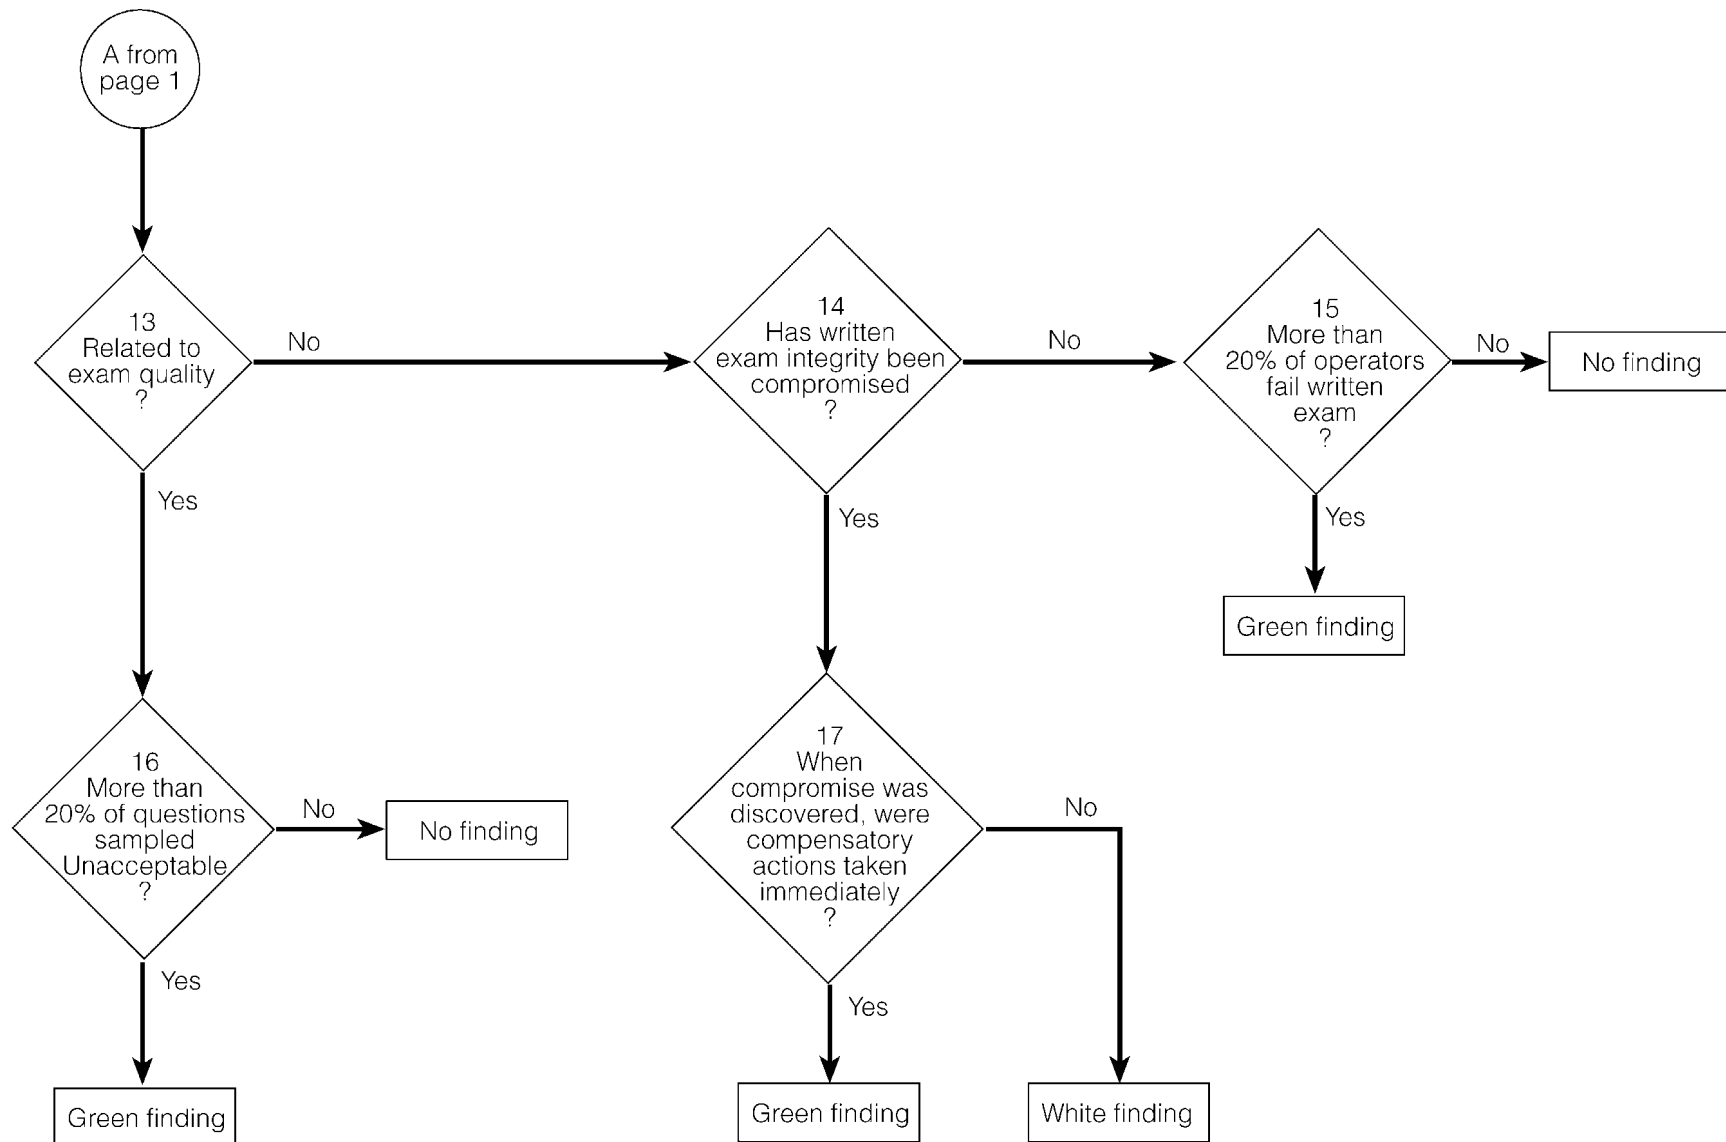 A from
page 1
13
Related to
exam quality
?
No
Yes
14
Has written
exam integrity been
compromised
?
No
Yes
15
More than
20% of operators
fail written
exam
?
No
No finding
Yes
Green finding
16
More than
20% of questions
sampled
Unacceptable
?
No
No finding
Yes
Green finding
17
When
compromise was
discovered, were
compensatory
actions taken
immediately
?
No
Yes
Green finding
White finding